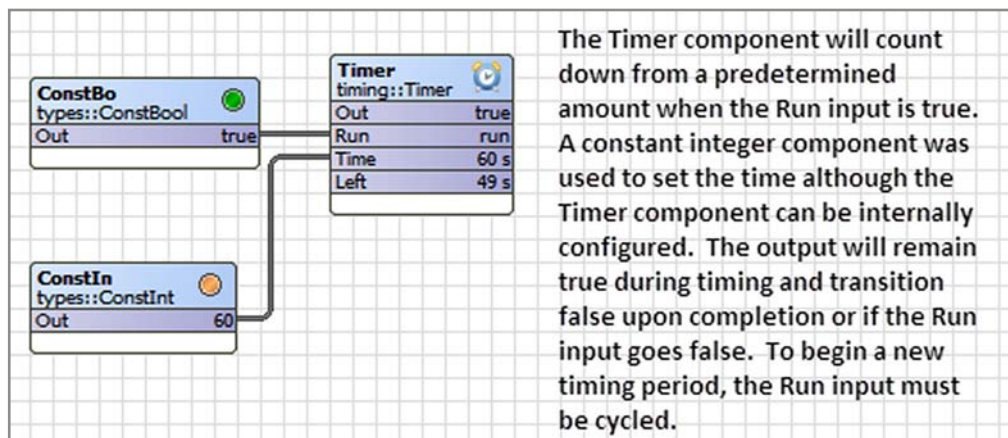 ConstBo
types::ConstBool
Out true
Timer
timing::Timer
Out true
Run run
Time 60 s
Left 49 s
ConstIn
types::ConstInt
Out 60
The Timer component will count
down from a predetermined
amount when the Run input is true.
A constant integer component was
used to set the time although the
Timer component can be internally
configured. The output will remain
true during timing and transition
false upon completion or if the Run
input goes false. To begin a new
timing period, the Run input must
be cycled.